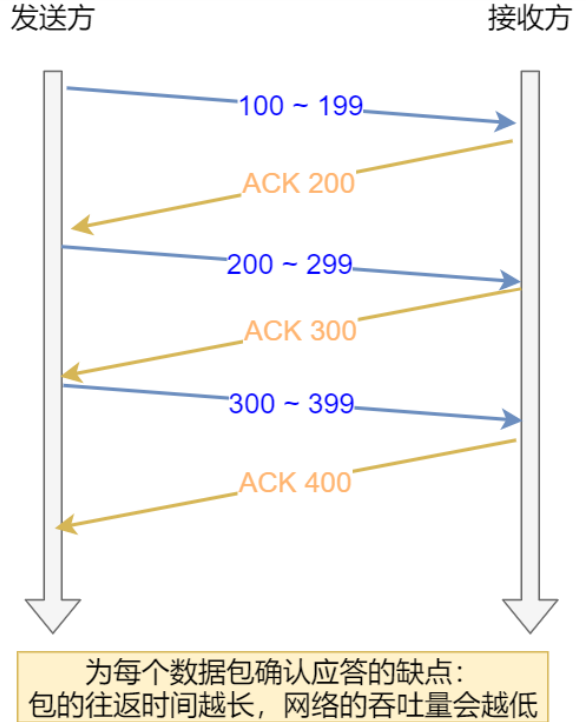 发送方
接收方
100 ~ 199
ACK 200
200 ~ 299
ACK 300
300 ~ 399
ACK 400
为每个数据包确认应答的缺点：
包的往返时间越长，网络的吞吐量会越低